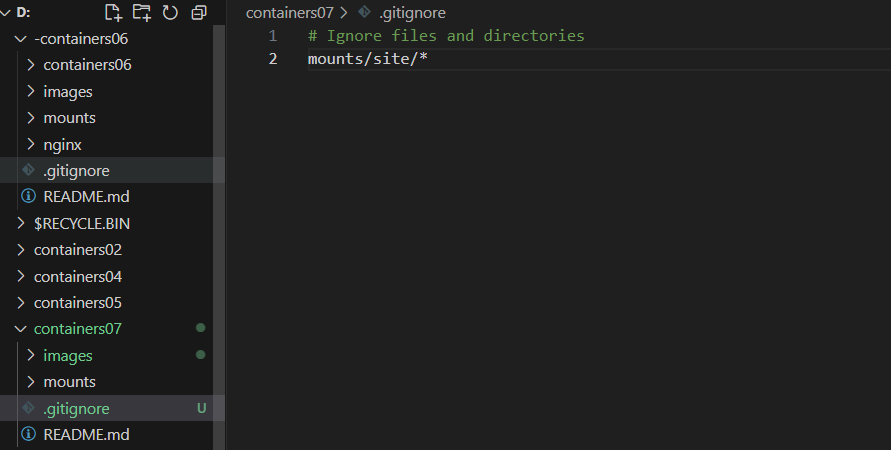 D:
-containers06
containers06
images
mounts
nginx
.gitignore
README.md
$RECYCLE.BIN
containers02
containers04
containers05
containers07
images
mounts
.gitignore U
README.md
containers07 > .gitignore
1 # Ignore files and directories
2 mounts/site/*